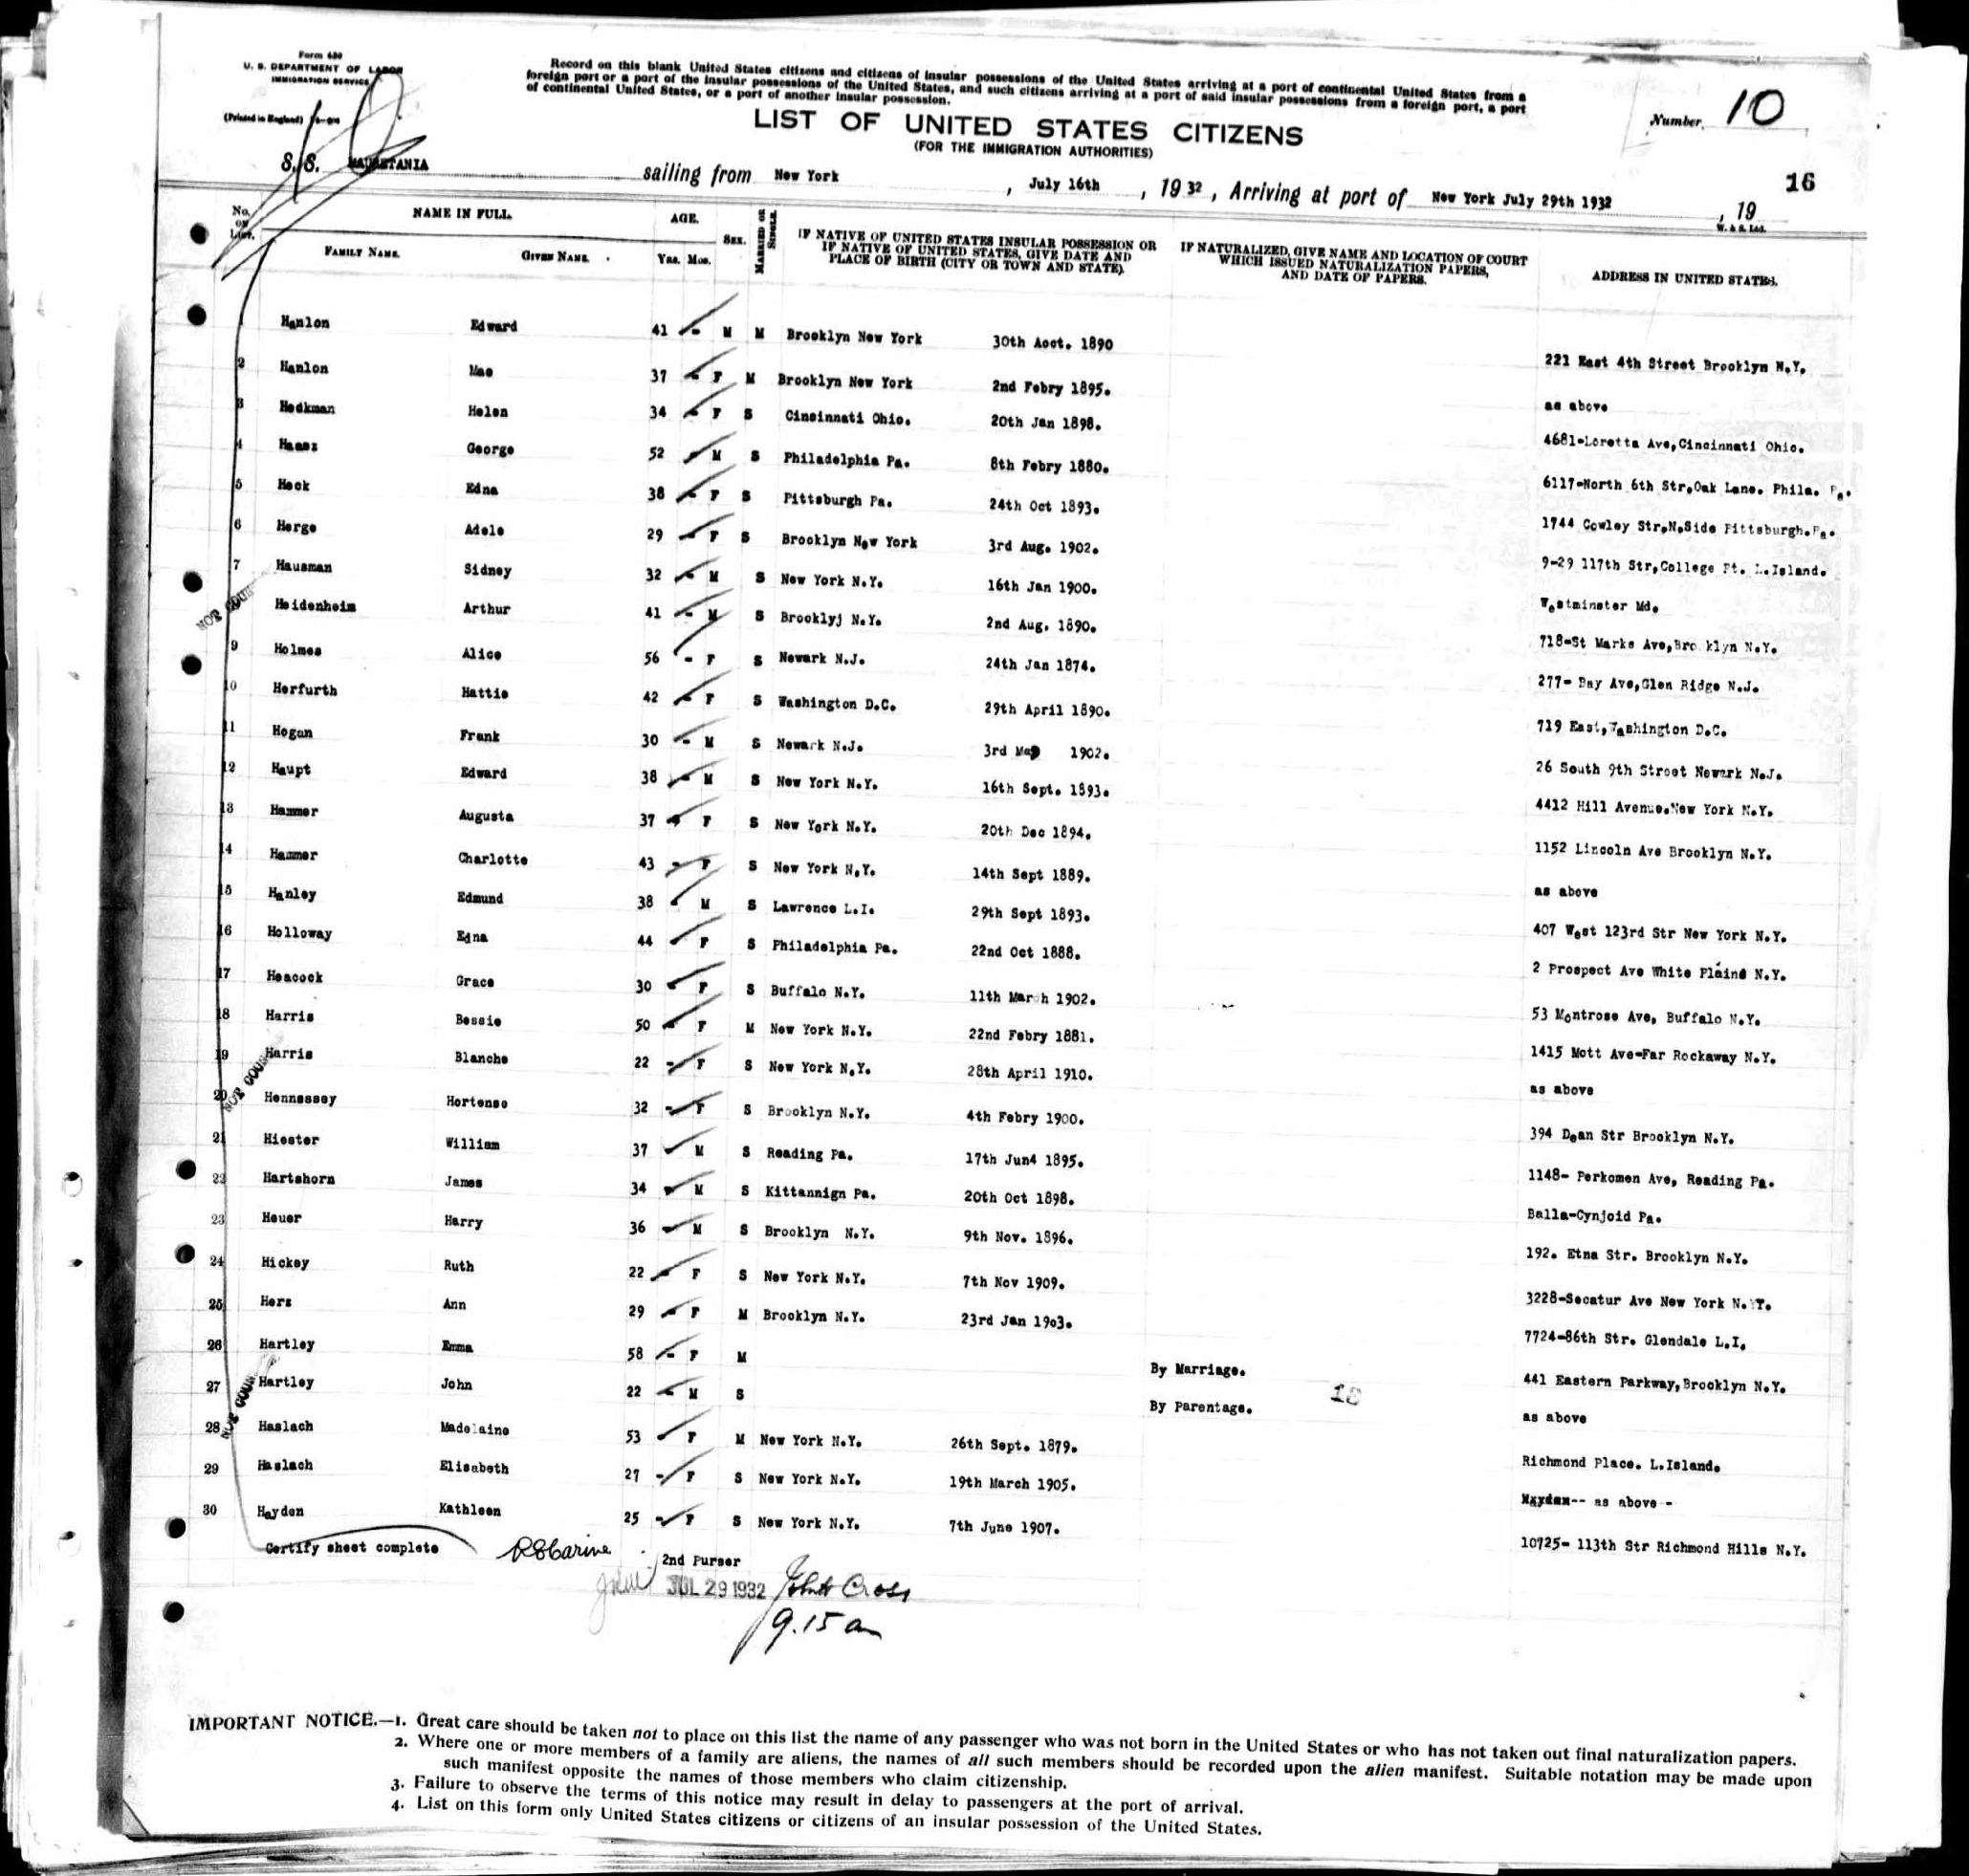 Form 630
U. S. DEPARTMENT OF LABOR
IMMIGRATION SERVICE
(Printed in England)
Record on this blank United States citizens and citizens of insular possessions of the United States arriving at a port of continental United States from a
foreign port or a port of the insular possessions of the United States, and such citizens arriving at a port of said insular possessions from a foreign port, a port
of continental United States, or a port of another insular possession.
LIST OF UNITED STATES CITIZENS
(FOR THE IMMIGRATION AUTHORITIES)
Number 10
S.S. MAURETANIA sailing from New York, July 16th, 1932, Arriving at port of New York July 29th 1932, 19
16
W. & S. Ltd.
No. on List. NAME IN FULL. AGE. SEX. MARRIED OR SINGLE. IF NATIVE OF UNITED STATES INSULAR POSSESSION OR IF NATIVE OF UNITED STATES, GIVE DATE AND PLACE OF BIRTH (CITY OR TOWN AND STATE). IF NATURALIZED, GIVE NAME AND LOCATION OF COURT WHICH ISSUED NATURALIZATION PAPERS, AND DATE OF PAPERS. ADDRESS IN UNITED STATES.
FAMILY NAME. GIVEN NAME. Yrs. Mos.
1 Hanlon Edward 41 - M M Brooklyn New York 30th Aoct. 1890 221 East 4th Street Brooklyn N.Y.
2 Hanlon Mae 37 - F M Brooklyn New York 2nd Febry 1895. as above
3 Hedkman Helen 34 - F S Cincinnati Ohio. 20th Jan 1898. 4681-Loretta Ave,Cincinnati Ohio.
4 Haasz George 52 M S Philadelphia Pa. 8th Febry 1880. 6117-North 6th Str.Oak Lane. Phila. Pa.
5 Heck Edna 38 - F S Pittsburgh Pa. 24th Oct 1893. 1744 Cowley Str.N.Side Pittsburgh.Pa.
6 Herge Adele 29 - F S Brooklyn New York 3rd Aug. 1902. 9-29 117th Str,College Pt. L.Island.
7 Hausman Sidney 32 - M S New York N.Y. 16th Jan 1900. Westminster Md.
NOT COUN Heidenheim Arthur 41 - M S Brooklyj N.Y. 2nd Aug. 1890. 718-St Marks Ave,Bro klyn N.Y.
9 Holmes Alice 56 - F S Newark N.J. 24th Jan 1874. 277- Bay Ave,Glen Ridge N.J.
10 Herfurth Hattie 42 - F S Washington D.C. 29th April 1890. 719 East,Washington D.C.
11 Hogan Frank 30 - M S Newark N.J. 3rd May 1902. 26 South 9th Street Newark N.J.
12 Haupt Edward 38 - M S New York N.Y. 16th Sept. 1893. 4412 Hill Avenue.New York N.Y.
13 Hammer Augusta 37 F S New York N.Y. 20th Dec 1894. 1152 Lincoln Ave Brooklyn N.Y.
14 Hammer Charlotte 43 - F S New York N.Y. 14th Sept 1889. as above
15 Hanley Edmund 38 M S Lawrence L.I. 29th Sept 1893. 407 West 123rd Str New York N.Y.
16 Holloway Edna 44 F S Philadelphia Pa. 22nd Oct 1888. 2 Prospect Ave White Plains N.Y.
17 Heacock Grace 30 F S Buffalo N.Y. 11th March 1902. 53 Montrose Ave, Buffalo N.Y.
18 Harris Bessie 50 F M New York N.Y. 22nd Febry 1881. 1415 Mott Ave-Far Rockaway N.Y.
19 Harris Blanche 22 - F S New York N.Y. 28th April 1910. as above
NOT COUN
20 Hennessey Hortense 32 - F S Brooklyn N.Y. 4th Febry 1900. 394 Dean Str Brooklyn N.Y.
21 Hiester William 37 M S Reading Pa. 17th Jun4 1895. 1148- Perkomen Ave, Reading Pa.
22 Hartshorn James 34 M S Kittannign Pa. 20th Oct 1898. Balla-Cynjoid Pa.
23 Heuer Harry 36 M S Brooklyn N.Y. 9th Nov. 1896. 192. Etna Str. Brooklyn N.Y.
24 Hickey Ruth 22 F S New York N.Y. 7th Nov 1909. 3228-Secatur Ave New York N.Y.
25 Herz Ann 29 - F M Brooklyn N.Y. 23rd Jan 1903. 7724-86th Str. Glendale L.I.
26 Hartley Emma 58 - F M By Marriage. 441 Eastern Parkway,Brooklyn N.Y.
27 Hartley John 22 - M S By Parentage. as above
NOT COUN
28 Haslach Madelaine 53 F M New York N.Y. 26th Sept. 1879. Richmond Place. L.Island.
29 Haslach Elisabeth 27 - F S New York N.Y. 19th March 1905. as above -
30 Hayden Kathleen 25 - F S New York N.Y. 7th June 1907. 10725- 113th Str Richmond Hills N.Y.
Certify sheet complete 2nd Purser
JUL 29 1932 John Cross
9.15 am
IMPORTANT NOTICE.—1. Great care should be taken not to place on this list the name of any passenger who was not born in the United States or who has not taken out final naturalization papers.
2. Where one or more members of a family are aliens, the names of all such members should be recorded upon the alien manifest. Suitable notation may be made upon
such manifest opposite the names of those members who claim citizenship.
3. Failure to observe the terms of this notice may result in delay to passengers at the port of arrival.
4. List on this form only United States citizens or citizens of an insular possession of the United States.